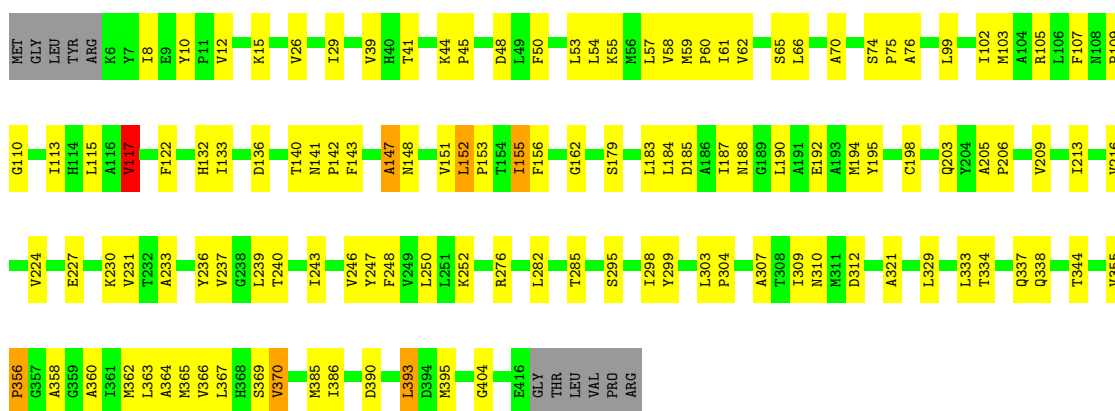 MET GLY LEU TYR ARG K6 Y7 I8 E9 Y10 P11 V12 K15 V26 I29 V39 H40 T41 K44 P45 D48 L49 F50 L53 L54 K55 M56 L57 V58 M59 P60 I61 V62 S65 L66 A70 S74 P75 A76 L99 I102 M103 A104 R105 L106 F107 N108 R109
G110 I113 H114 L115 A116 V117 F122 H132 I133 D136 T140 N141 P142 F143 A147 N148 V151 L152 P153 T154 I155 F156 G162 S179 L183 L184 D185 A186 I187 N188 G189 L190 A191 E192 A193 M194 Y195 C198 Q203 Y204 A205 P206 V209 I213 V216
V224 E227 K230 V231 T232 A233 Y236 V237 G238 L239 T240 I243 V246 Y247 F248 V249 L250 L251 K252 R276 L282 T285 S295 I298 Y299 L303 P304 A307 T308 I309 N310 M311 D312 A321 L329 L333 T334 Q337 Q338 T344 V355
P356 G357 A358 G359 A360 I361 M362 L363 A364 M365 V366 L367 H368 S369 V370 M385 I386 D390 L393 D394 M395 G404 E416 GLY THR LEU VAL PRO ARG